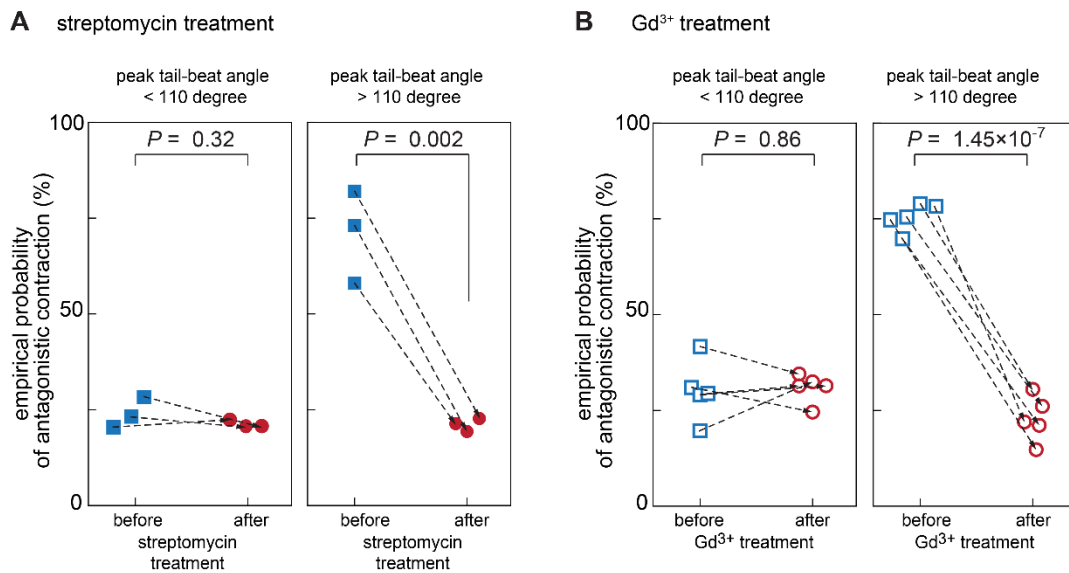 A streptomycin treatment
peak tail-beat angle
< 110 degree
peak tail-beat angle
> 110 degree
100
50
0
empirical probability
of antagonistic contraction (%)
P = 0.32
P = 0.002
before
after
streptomycin
treatment
before
after
streptomycin
treatment
B Gd³⁺ treatment
peak tail-beat angle
< 110 degree
peak tail-beat angle
> 110 degree
100
50
0
empirical probability
of antagonistic contraction (%)
P = 0.86
P = 1.45×10⁻⁷
before
after
Gd³⁺ treatment
before
after
Gd³⁺ treatment